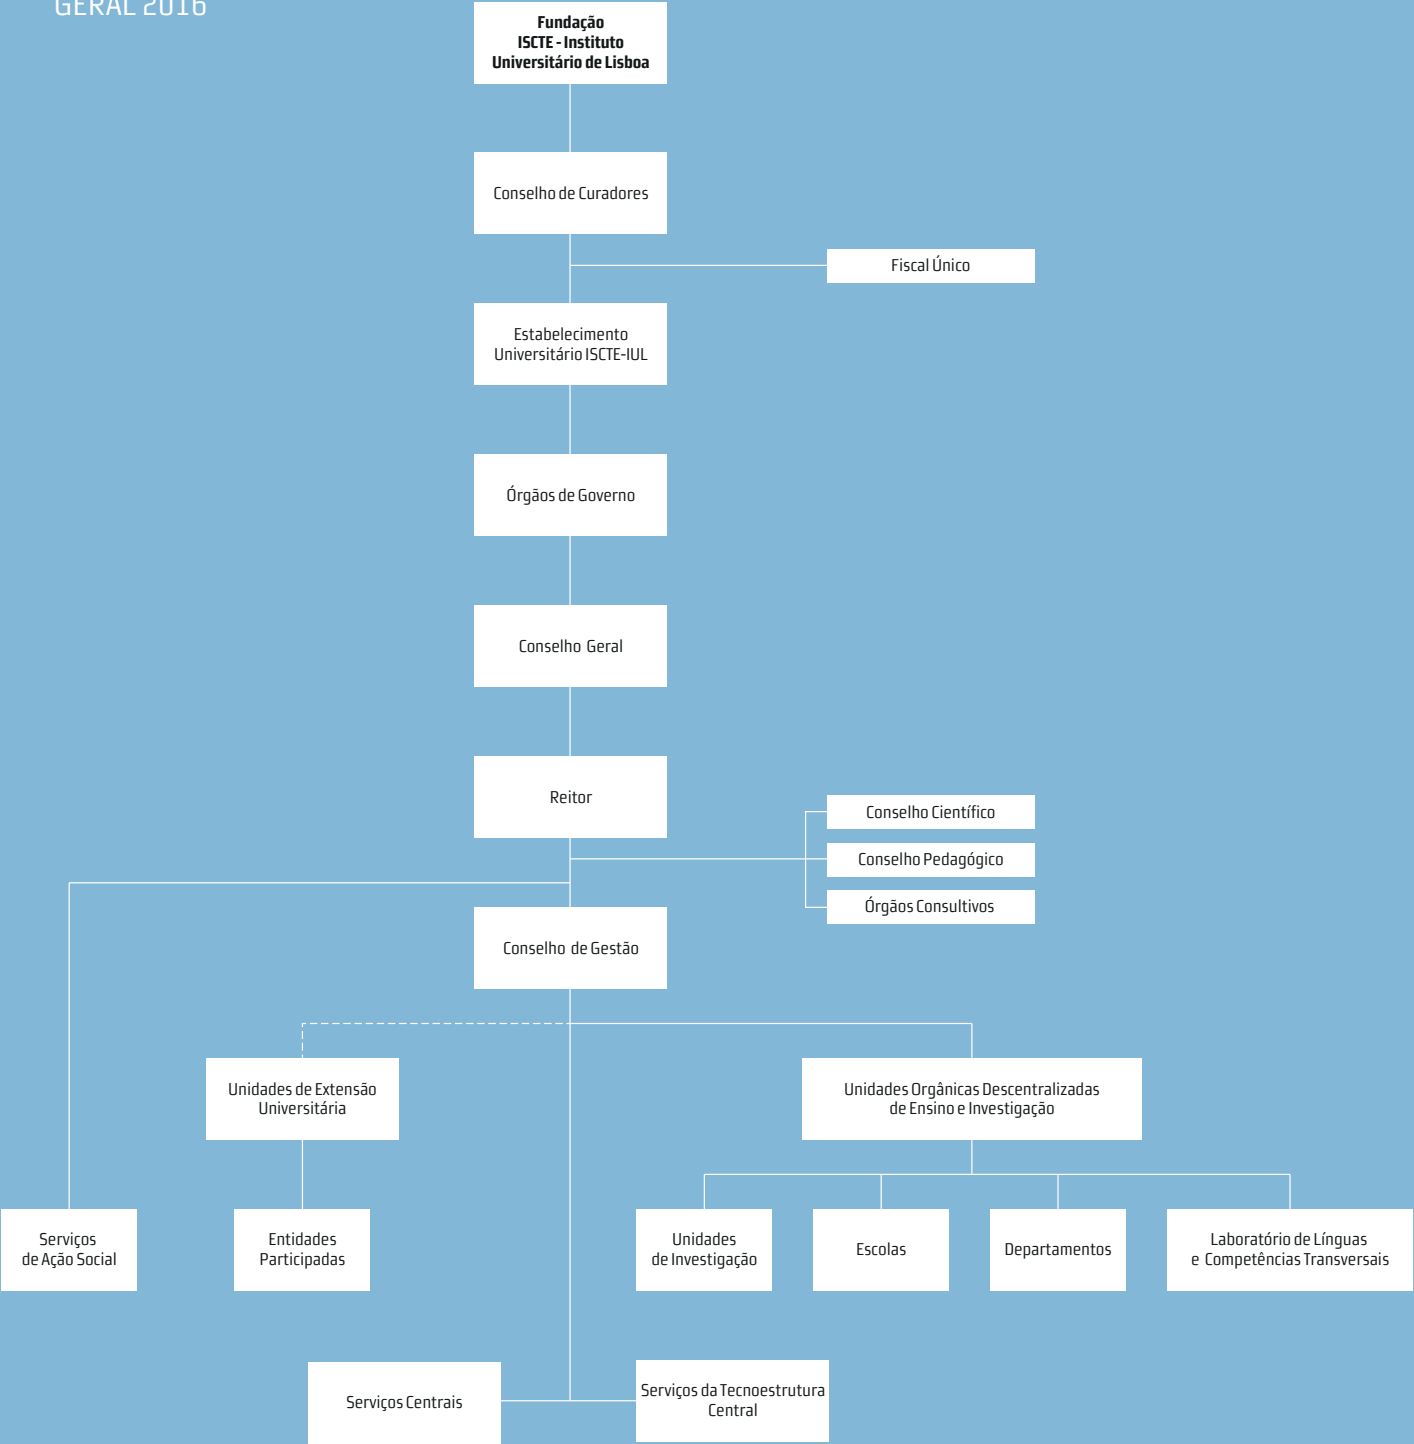 GERAL 2016
Fundação
ISCTE - Instituto
Universitário de Lisboa
Conselho de Curadores
Fiscal Único
Estabelecimento
Universitário ISCTE-IUL
Órgãos de Governo
Conselho Geral
Reitor
Conselho Científico
Conselho Pedagógico
Órgãos Consultivos
Conselho de Gestão
Unidades de Extensão
Universitária
Unidades Orgânicas Descentralizadas
de Ensino e Investigação
Serviços
de Ação Social
Entidades
Participadas
Unidades
de Investigação
Escolas
Departamentos
Laboratório de Línguas
e Competências Transversais
Serviços Centrais
Serviços da Tecnoestrutura
Central